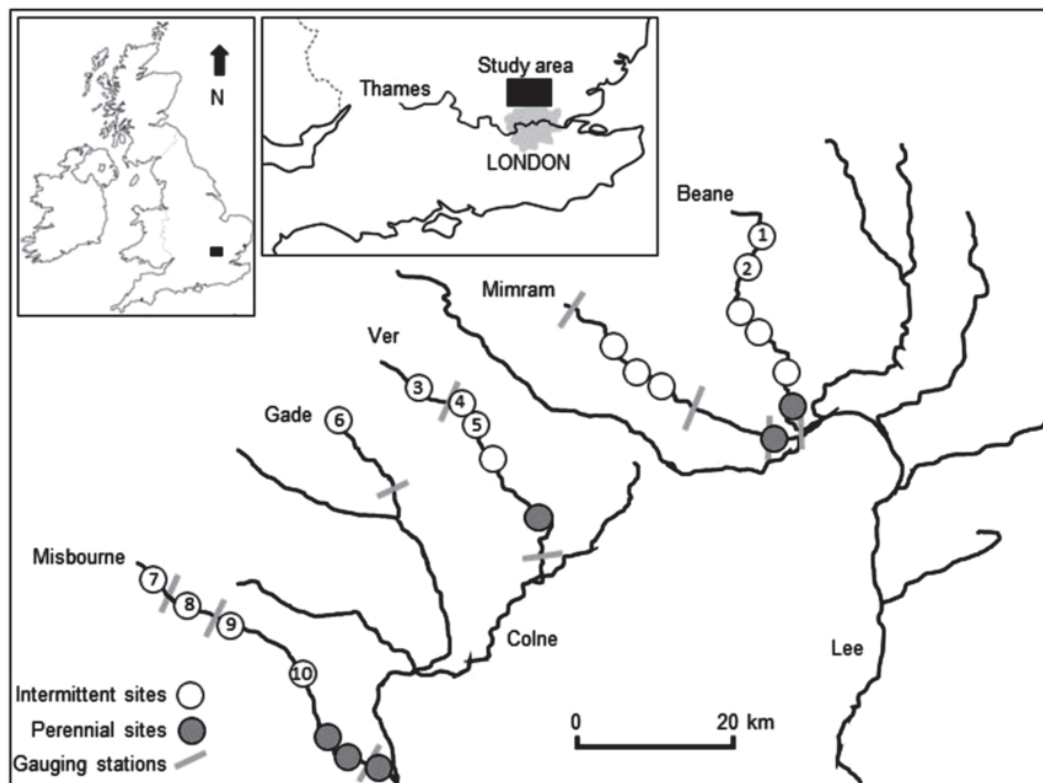 N
Study area
Thames
LONDON
Beane
1
2
Mimram
Ver
3
4
5
Gade
6
Misbourne
7
8
9
10
Colne
Lee
Intermittent sites
Perennial sites
Gauging stations
0 20 km